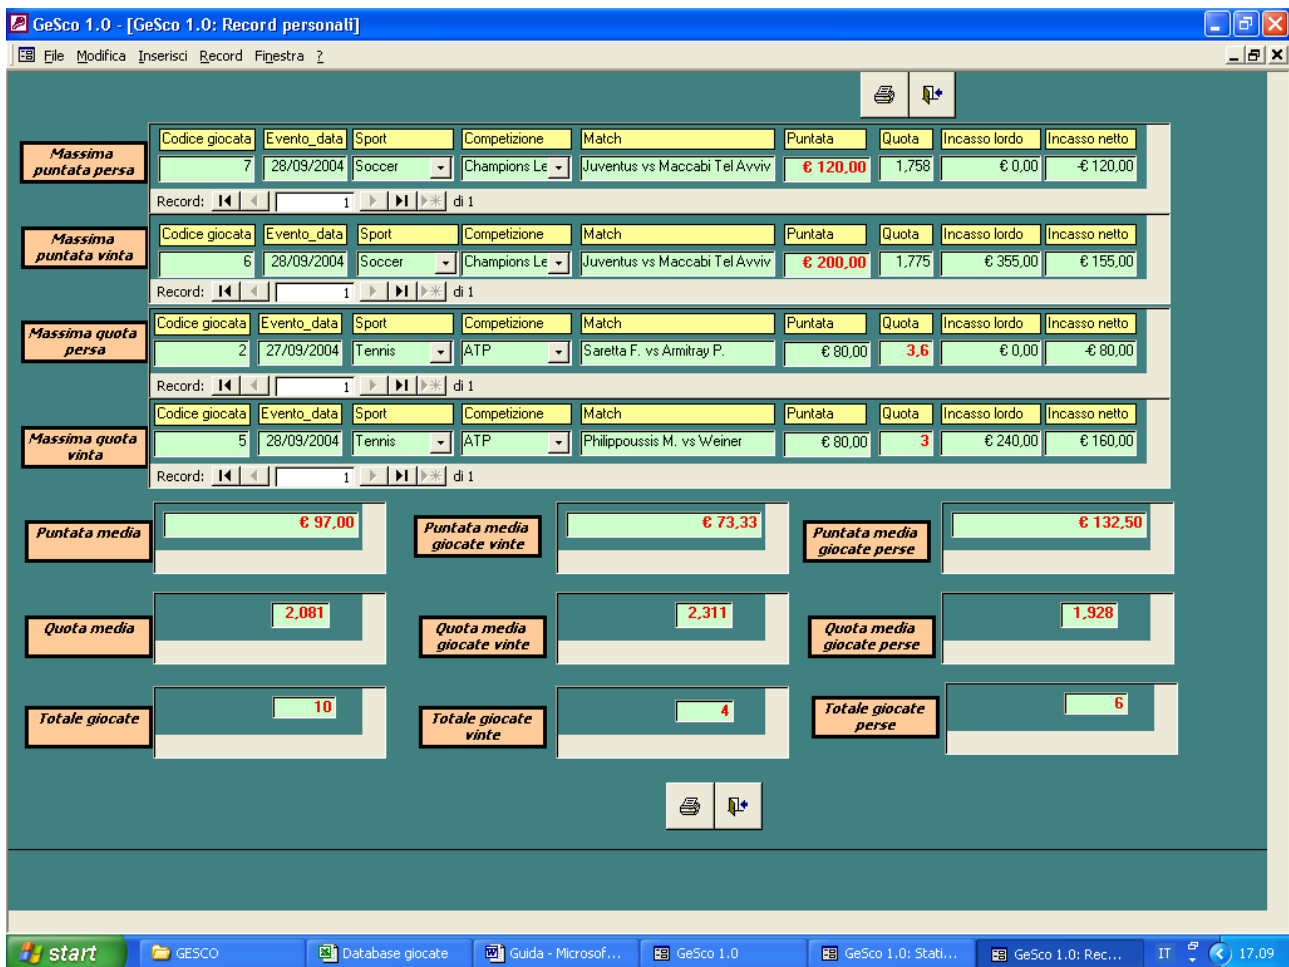 GeSco 1.0 - [GeSco 1.0: Record personali]
File Modifica Inserisci Record Finestra ?
Massima puntata persa
Codice giocata Evento_data Sport Competizione Match Puntata Quota Incasso lordo Incasso netto
7 28/09/2004 Soccer Champions Le Juventus vs Maccabi Tel Avviv € 120,00 1,758 € 0,00 -€ 120,00
Record: 1 di 1
Massima puntata vinta
Codice giocata Evento_data Sport Competizione Match Puntata Quota Incasso lordo Incasso netto
6 28/09/2004 Soccer Champions Le Juventus vs Maccabi Tel Avviv € 200,00 1,775 € 355,00 € 155,00
Record: 1 di 1
Massima quota persa
Codice giocata Evento_data Sport Competizione Match Puntata Quota Incasso lordo Incasso netto
2 27/09/2004 Tennis ATP Saretta F. vs Armitray P. € 80,00 3,6 € 0,00 -€ 80,00
Record: 1 di 1
Massima quota vinta
Codice giocata Evento_data Sport Competizione Match Puntata Quota Incasso lordo Incasso netto
5 28/09/2004 Tennis ATP Philippoussis M. vs Weiner € 80,00 3 € 240,00 € 160,00
Record: 1 di 1
Puntata media € 97,00
Puntata media giocate vinte € 73,33
Puntata media giocate perse € 132,50
Quota media 2,081
Quota media giocate vinte 2,311
Quota media giocate perse 1,928
Totale giocate 10
Totale giocate vinte 4
Totale giocate perse 6
start GESCO Database giocate Guida - Microsof... GeSco 1.0 GeSco 1.0: Stati... GeSco 1.0: Rec... IT 17.09